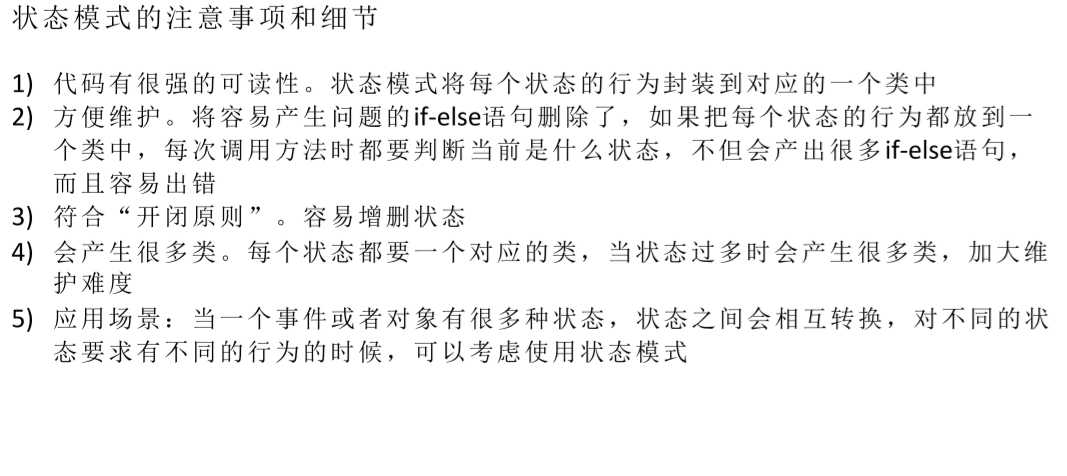 状态模式的注意事项和细节
1) 代码有很强的可读性。状态模式将每个状态的行为封装到对应的一个类中
2) 方便维护。将容易产生问题的if-else语句删除了，如果把每个状态的行为都放到一
个类中，每次调用方法时都要判断当前是什么状态，不但会产出很多if-else语句，
而且容易出错
3) 符合“开闭原则”。容易增删状态
4) 会产生很多类。每个状态都要一个对应的类，当状态过多时会产生很多类，加大维
护难度
5) 应用场景：当一个事件或者对象有很多种状态，状态之间会相互转换，对不同的状
态要求有不同的行为的时候，可以考虑使用状态模式